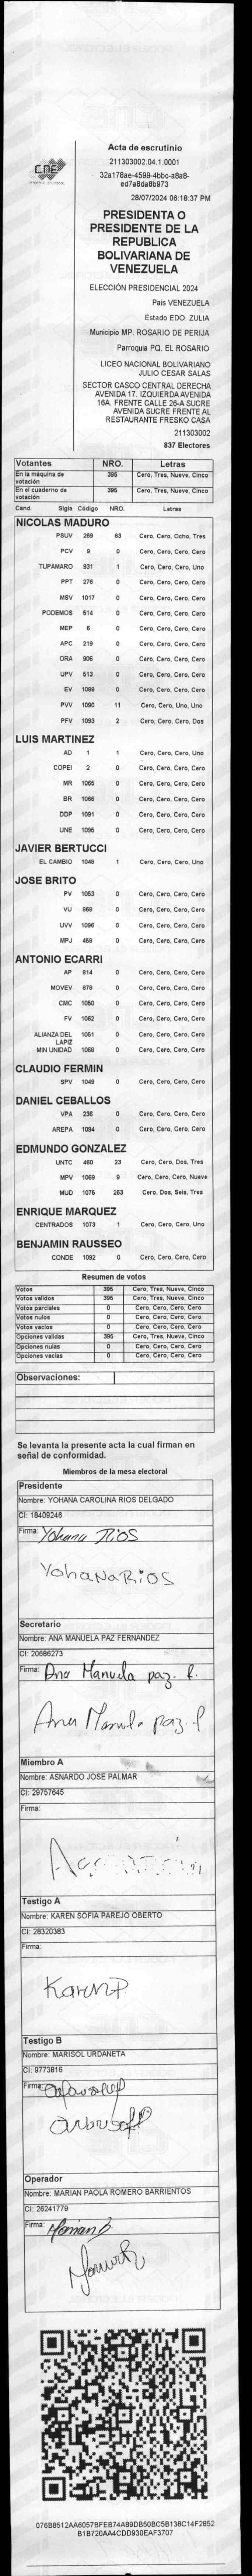 CNE
Acta de escrutinio
211303002.04.1.0001
32a178ae-4599-4bbc-a8a8-
ed7a8da8b973
28/07/2024 06:18:37 PM
PRESIDENTA O
PRESIDENTE DE LA
REPUBLICA
BOLIVARIANA DE
VENEZUELA
ELECCIÓN PRESIDENCIAL 2024
País VENEZUELA
Estado EDO. ZULIA
Municipio MP. ROSARIO DE PERIJA
Parroquia PQ. EL ROSARIO
LICEO NACIONAL BOLIVARIANO
JULIO CESAR SALAS
SECTOR CASCO CENTRAL DERECHA
AVENIDA 17. IZQUIERDA AVENIDA
16A. FRENTE CALLE 26-A SUCRE
AVENIDA SUCRE FRENTE AL
RESTAURANTE FRESKO CASA
211303002
837 Electores
Votantes NRO. Letras
En la máquina de votación 395 Cero, Tres, Nueve, Cinco
En el cuaderno de votación 395 Cero, Tres, Nueve, Cinco
Cand. Sigla Código NRO. Letras
NICOLAS MADURO
PSUV 269 83 Cero, Cero, Ocho, Tres
PCV 9 0 Cero, Cero, Cero, Cero
TUPAMARO 931 1 Cero, Cero, Cero, Uno
PPT 276 0 Cero, Cero, Cero, Cero
MSV 1017 0 Cero, Cero, Cero, Cero
PODEMOS 514 0 Cero, Cero, Cero, Cero
MEP 6 0 Cero, Cero, Cero, Cero
APC 219 0 Cero, Cero, Cero, Cero
ORA 906 0 Cero, Cero, Cero, Cero
UPV 513 0 Cero, Cero, Cero, Cero
EV 1089 0 Cero, Cero, Cero, Cero
PVV 1090 11 Cero, Cero, Uno, Uno
PFV 1093 2 Cero, Cero, Cero, Dos
LUIS MARTINEZ
AD 1 1 Cero, Cero, Cero, Uno
COPEI 2 0 Cero, Cero, Cero, Cero
MR 1065 0 Cero, Cero, Cero, Cero
BR 1066 0 Cero, Cero, Cero, Cero
DDP 1091 0 Cero, Cero, Cero, Cero
UNE 1095 0 Cero, Cero, Cero, Cero
JAVIER BERTUCCI
EL CAMBIO 1048 1 Cero, Cero, Cero, Uno
JOSE BRITO
PV 1053 0 Cero, Cero, Cero, Cero
VU 968 0 Cero, Cero, Cero, Cero
UVV 1096 0 Cero, Cero, Cero, Cero
MPJ 458 0 Cero, Cero, Cero, Cero
ANTONIO ECARRI
AP 814 0 Cero, Cero, Cero, Cero
MOVEV 878 0 Cero, Cero, Cero, Cero
CMC 1050 0 Cero, Cero, Cero, Cero
FV 1062 0 Cero, Cero, Cero, Cero
ALIANZA DEL LAPIZ 1051 0 Cero, Cero, Cero, Cero
MIN UNIDAD 1058 0 Cero, Cero, Cero, Cero
CLAUDIO FERMIN
SPV 1049 0 Cero, Cero, Cero, Cero
DANIEL CEBALLOS
VPA 236 0 Cero, Cero, Cero, Cero
AREPA 1094 0 Cero, Cero, Cero, Cero
EDMUNDO GONZALEZ
UNTC 460 23 Cero, Cero, Dos, Tres
MPV 1069 9 Cero, Cero, Cero, Nueve
MUD 1075 263 Cero, Dos, Seis, Tres
ENRIQUE MARQUEZ
CENTRADOS 1073 1 Cero, Cero, Cero, Uno
BENJAMIN RAUSSEO
CONDE 1092 0 Cero, Cero, Cero, Cero
Resumen de votos
Votos 395 Cero, Tres, Nueve, Cinco
Votos validos 395 Cero, Tres, Nueve, Cinco
Votos parciales 0 Cero, Cero, Cero, Cero
Votos nulos 0 Cero, Cero, Cero, Cero
Votos vacios 0 Cero, Cero, Cero, Cero
Opciones validas 395 Cero, Tres, Nueve, Cinco
Opciones nulas 0 Cero, Cero, Cero, Cero
Opciones vacias 0 Cero, Cero, Cero, Cero
Observaciones:
Se levanta la presente acta la cual firman en
señal de conformidad.
Miembros de la mesa electoral
Presidente
Nombre: YOHANA CAROLINA RIOS DELGADO
CI: 18409246
Firma: Yohana RiOS
YohaNaRiOS
Secretario
Nombre: ANA MANUELA PAZ FERNANDEZ
CI: 20686273
Firma: Ana Manuela paz. f.
Ana Manuela paz. f
Miembro A
Nombre: ASNARDO JOSE PALMAR
CI: 29757645
Firma:
Testigo A
Nombre: KAREN SOFIA PAREJO OBERTO
CI: 28320383
Firma:
KarenP
Testigo B
Nombre: MARISOL URDANETA
CI: 9773816
Firma:
Operador
Nombre: MARIAN PAOLA ROMERO BARRIENTOS
CI: 26241779
Firma:
076B8512AA6057BFEB74A89DB50BC5B138C14F2852
B1B720AA4CDD930EAF3707